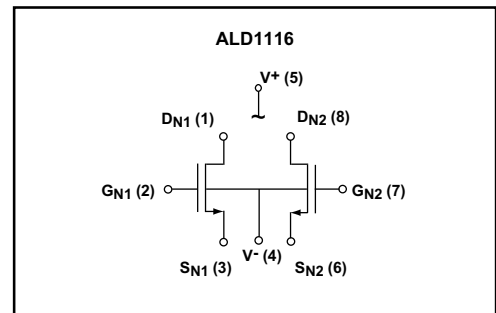 ALD1116
V+ (5)
~
DN1 (1)
DN2 (8)
GN1 (2)
GN2 (7)
SN1 (3)
V- (4)
SN2 (6)